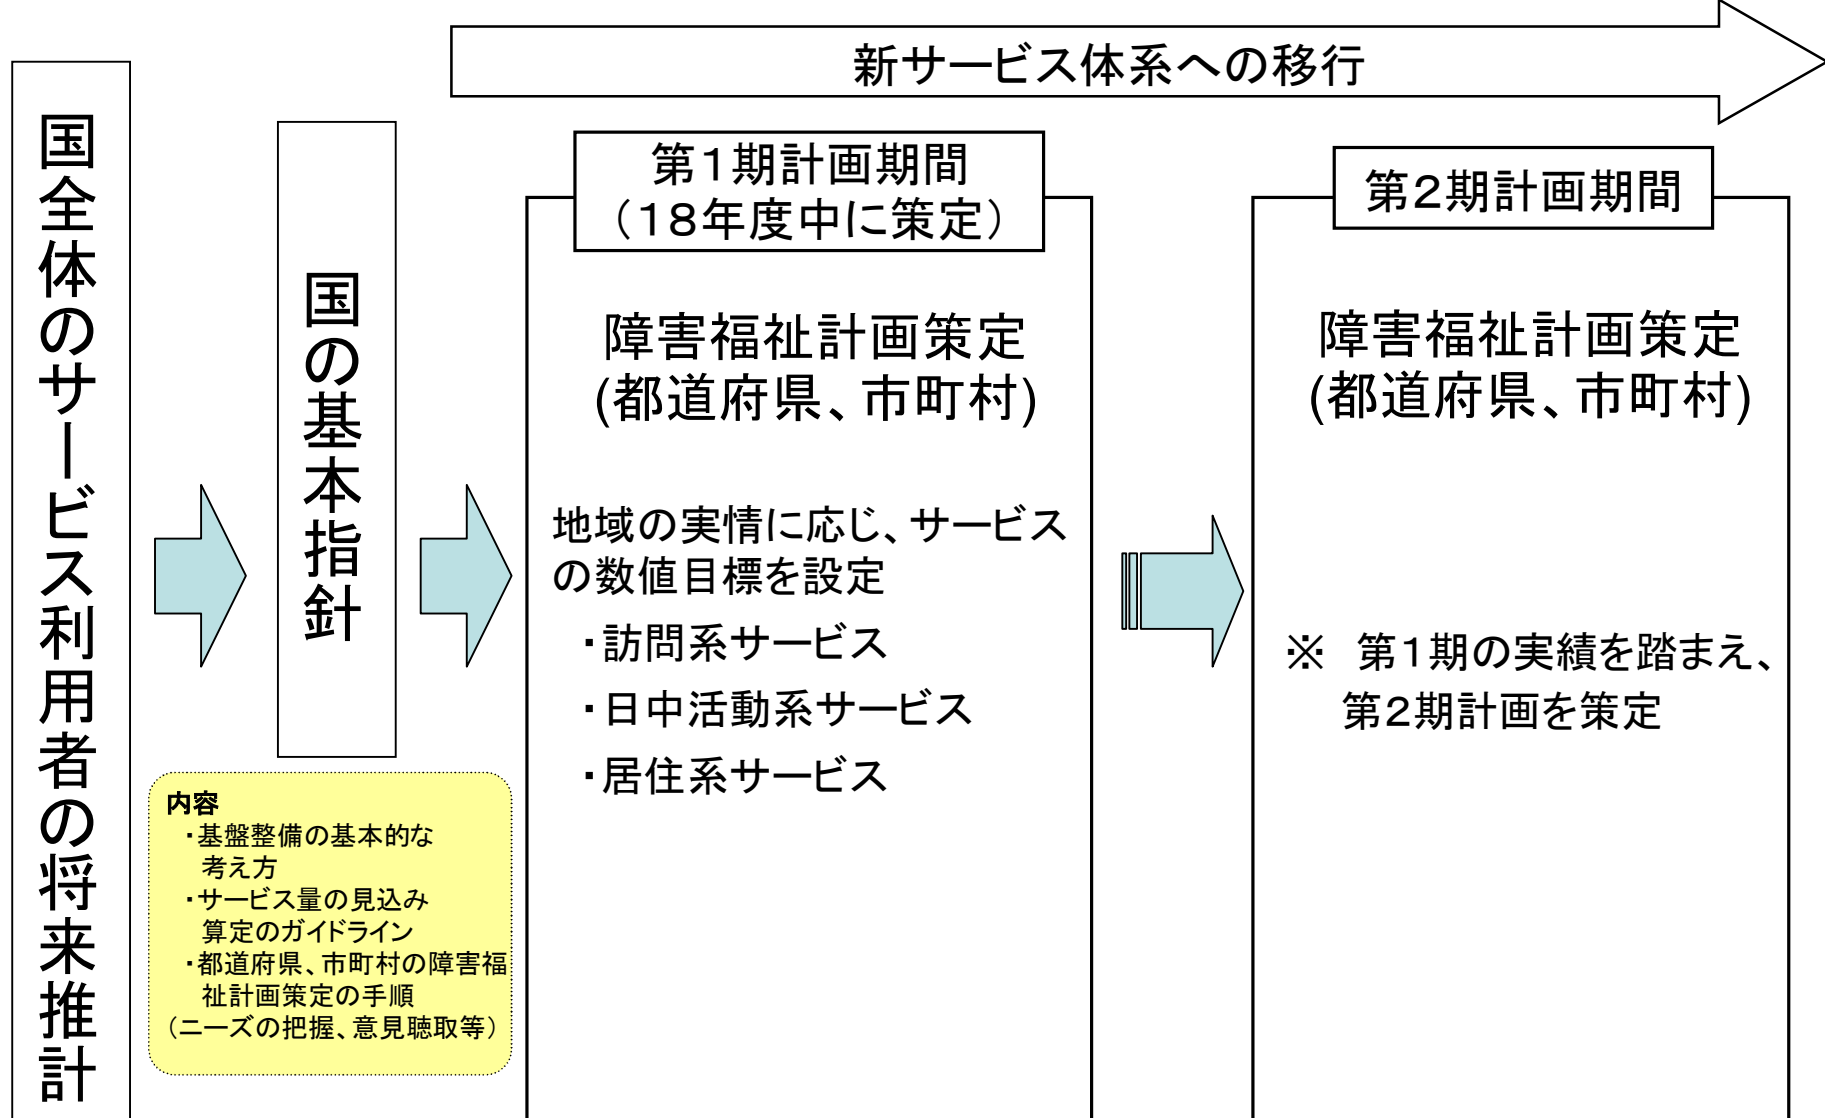 新サービス体系への移行
国全体のサービス利用者の将来推計
国の基本指針
内容
・基盤整備の基本的な
考え方
・サービス量の見込み
算定のガイドライン
・都道府県、市町村の障害福
祉計画策定の手順
（ニーズの把握、意見聴取等）
第１期計画期間
（１８年度中に策定）
障害福祉計画策定
(都道府県、市町村)
地域の実情に応じ、サービス
の数値目標を設定
・訪問系サービス
・日中活動系サービス
・居住系サービス
第２期計画期間
障害福祉計画策定
(都道府県、市町村)
※　第１期の実績を踏まえ、
第２期計画を策定